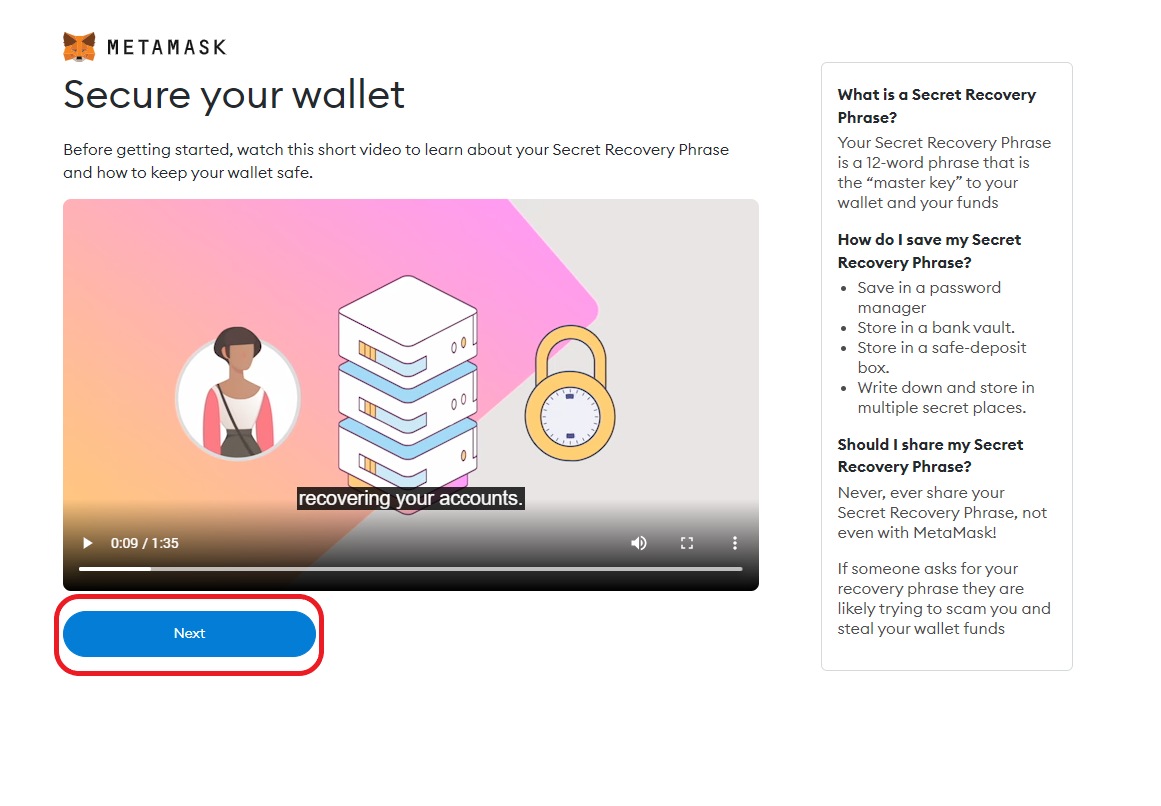 METAMASK
Secure your wallet
Before getting started, watch this short video to learn about your Secret Recovery Phrase
and how to keep your wallet safe.
recovering your accounts.
0:09 / 1:35
Next
What is a Secret Recovery
Phrase?
Your Secret Recovery Phrase
is a 12-word phrase that is
the “master key” to your
wallet and your funds
How do I save my Secret
Recovery Phrase?
• Save in a password
manager
• Store in a bank vault.
• Store in a safe-deposit
box.
• Write down and store in
multiple secret places.
Should I share my Secret
Recovery Phrase?
Never, ever share your
Secret Recovery Phrase, not
even with MetaMask!
If someone asks for your
recovery phrase they are
likely trying to scam you and
steal your wallet funds